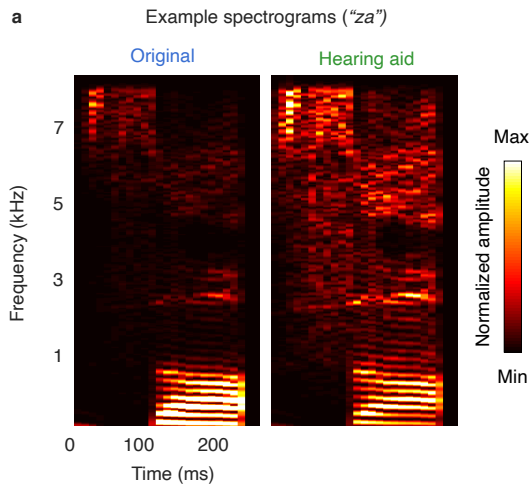 a
Example spectrograms ("za")
Original
Hearing aid
Frequency (kHz)
7
5
3
1
0
100
200
Time (ms)
Max
Normalized amplitude
Min